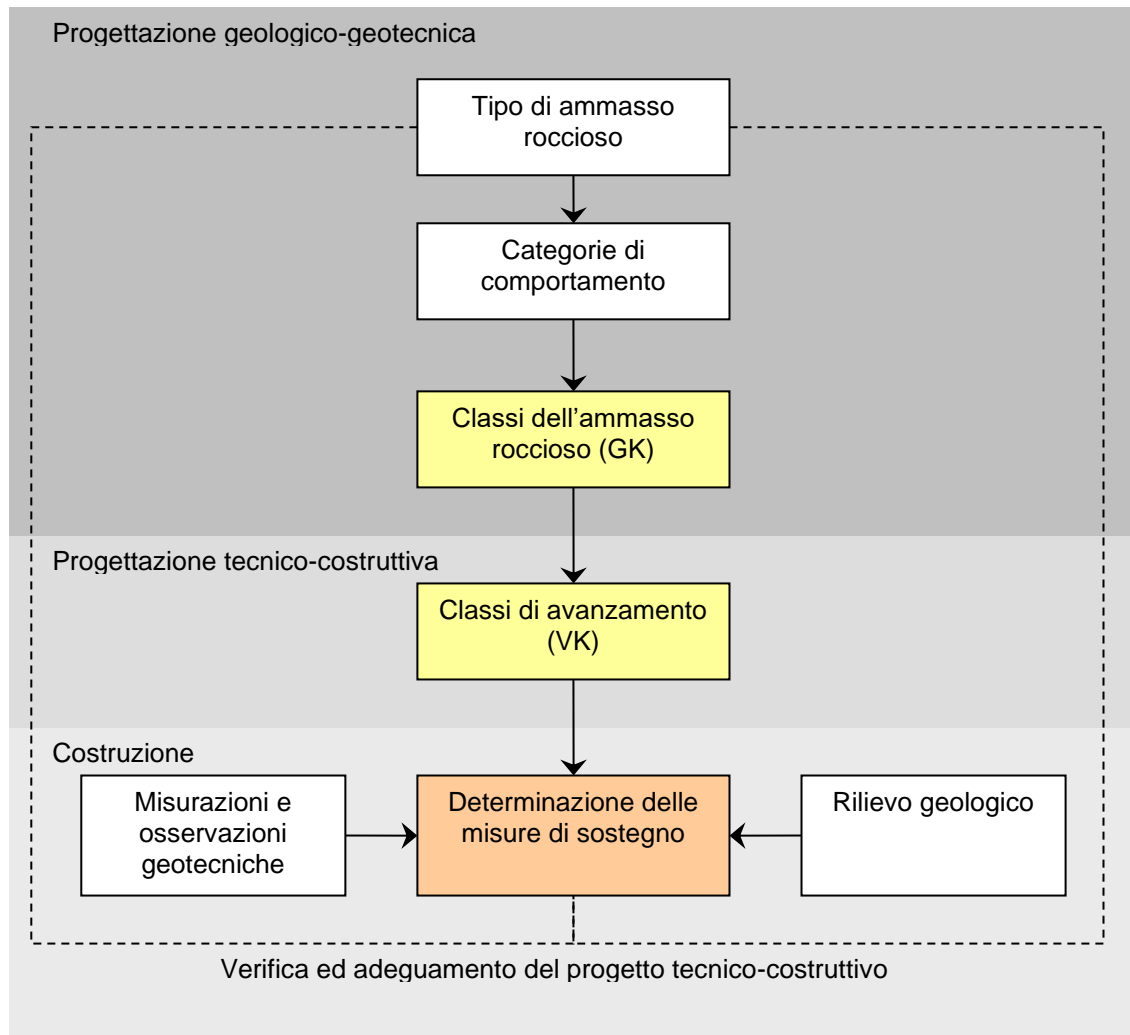 Progettazione geologico-geotecnica
Tipo di ammasso
roccioso
Categorie di
comportamento
Classi dell’ammasso
roccioso (GK)
Progettazione tecnico-costruttiva
Classi di avanzamento
(VK)
Costruzione
Misurazioni e
osservazioni
geotecniche
Determinazione delle
misure di sostegno
Rilievo geologico
Verifica ed adeguamento del progetto tecnico-costruttivo